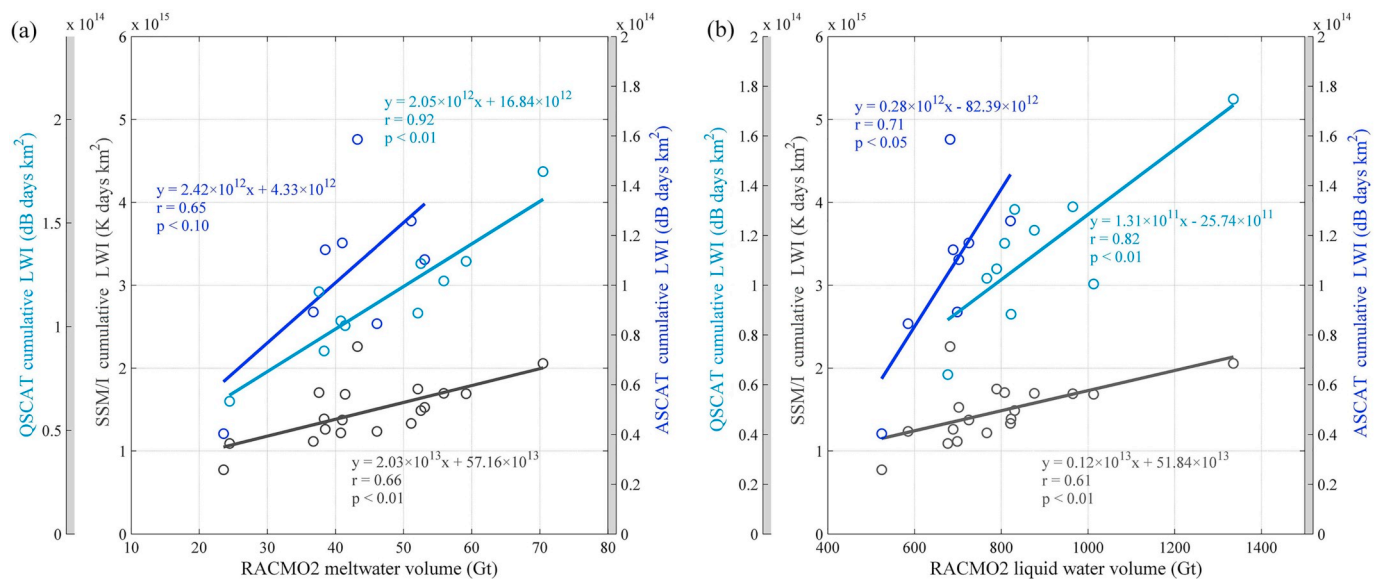 (a)
x 10^14
x 10^15
x 10^14
QSCAT cumulative LWI (dB days km^2)
2
1.5
1
0.5
0
SSM/I cumulative LWI (K days km^2)
6
5
4
3
2
1
0
y = 2.05×10^12x + 16.84×10^12
r = 0.92
p < 0.01
y = 2.42×10^12x + 4.33×10^12
r = 0.65
p < 0.10
y = 2.03×10^13x + 57.16×10^13
r = 0.66
p < 0.01
2
1.8
1.6
1.4
1.2
1
0.8
0.6
0.4
0.2
0
ASCAT cumulative LWI (dB days km^2)
10 20 30 40 50 60 70 80
RACMO2 meltwater volume (Gt)
(b)
x 10^14
x 10^15
x 10^14
QSCAT cumulative LWI (dB days km^2)
2
1.8
1.6
1.4
1.2
1
0.8
0.6
0.4
0.2
0
SSM/I cumulative LWI (K days km^2)
6
5
4
3
2
1
0
y = 0.28×10^12x - 82.39×10^12
r = 0.71
p < 0.05
y = 1.31×10^11x - 25.74×10^11
r = 0.82
p < 0.01
y = 0.12×10^13x + 51.84×10^13
r = 0.61
p < 0.01
2
1.8
1.6
1.4
1.2
1
0.8
0.6
0.4
0.2
0
ASCAT cumulative LWI (dB days km^2)
400 600 800 1000 1200 1400
RACMO2 liquid water volume (Gt)